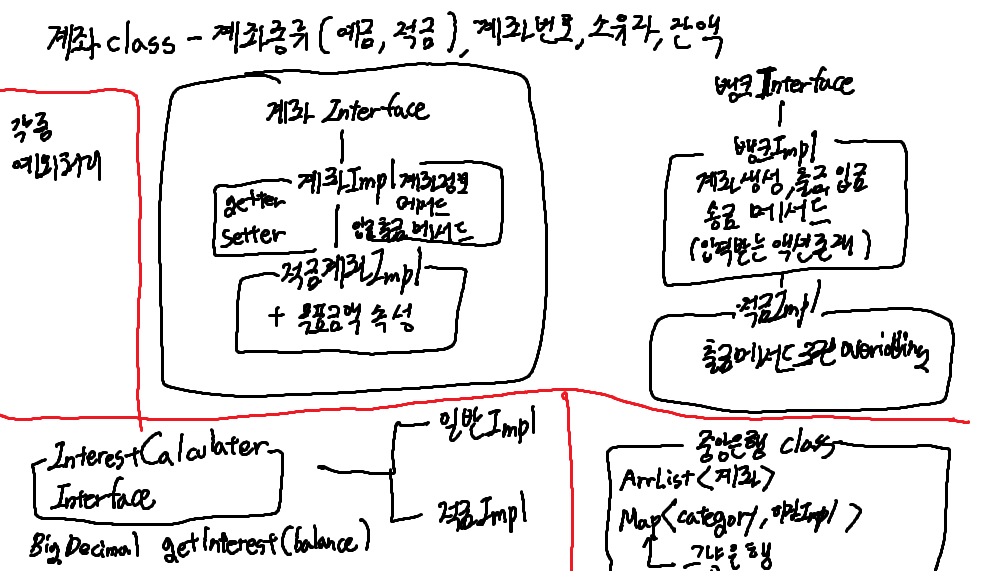 계좌 class - 계좌종류 ( 예금, 적금 ), 계좌번호, 소유자, 잔액
각종
예외처리
계좌 Interface
계좌Impl
getter
setter
계좌정보
메서드
입출금 메서드
적금계좌Impl
+ 목표금액 속성
뱅크 Interface
뱅크Impl
계좌생성, 출금, 입금
송금 메서드
(입력받는 액션존재)
적금Impl
출금메서드 조건 overidding
InterestCalculater
Interface
BigDecimal getInterest(balance)
일반Impl
적금Impl
중앙은행 class
ArrList<계좌>
Map<category, Impl>
그냥은행